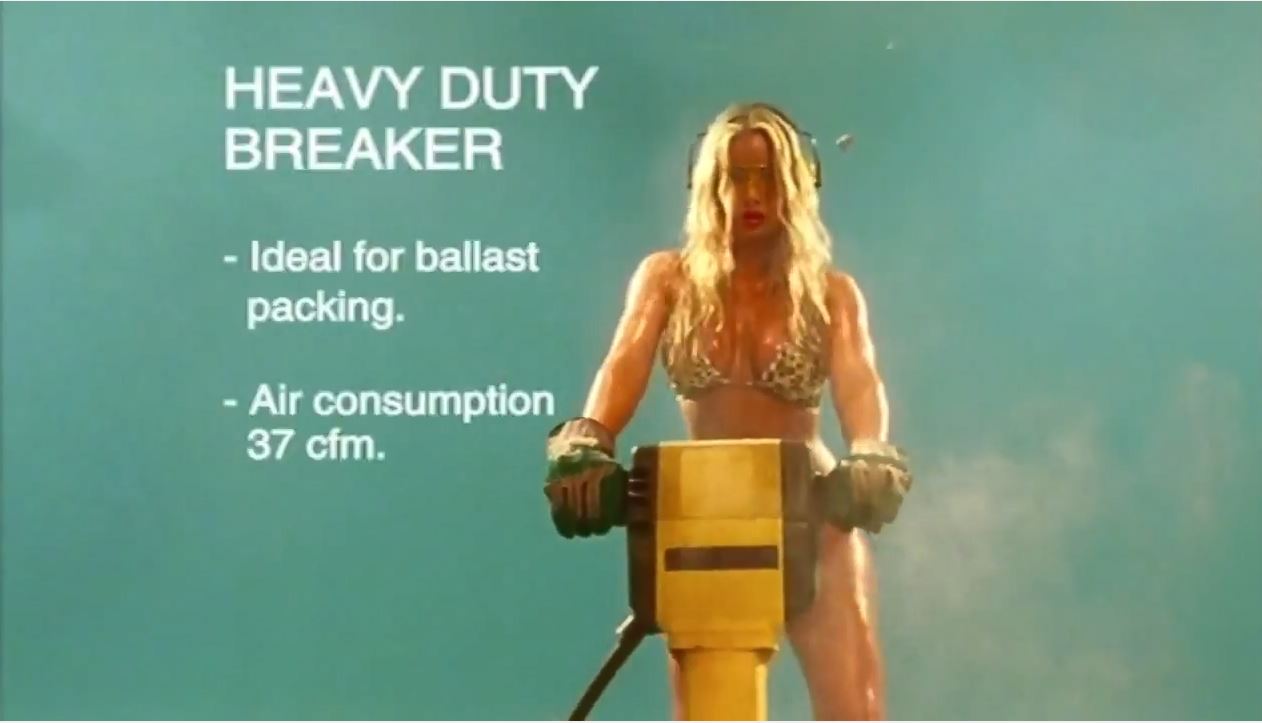 HEAVY DUTY
BREAKER
- Ideal for ballast
packing.
- Air consumption
37 cfm.